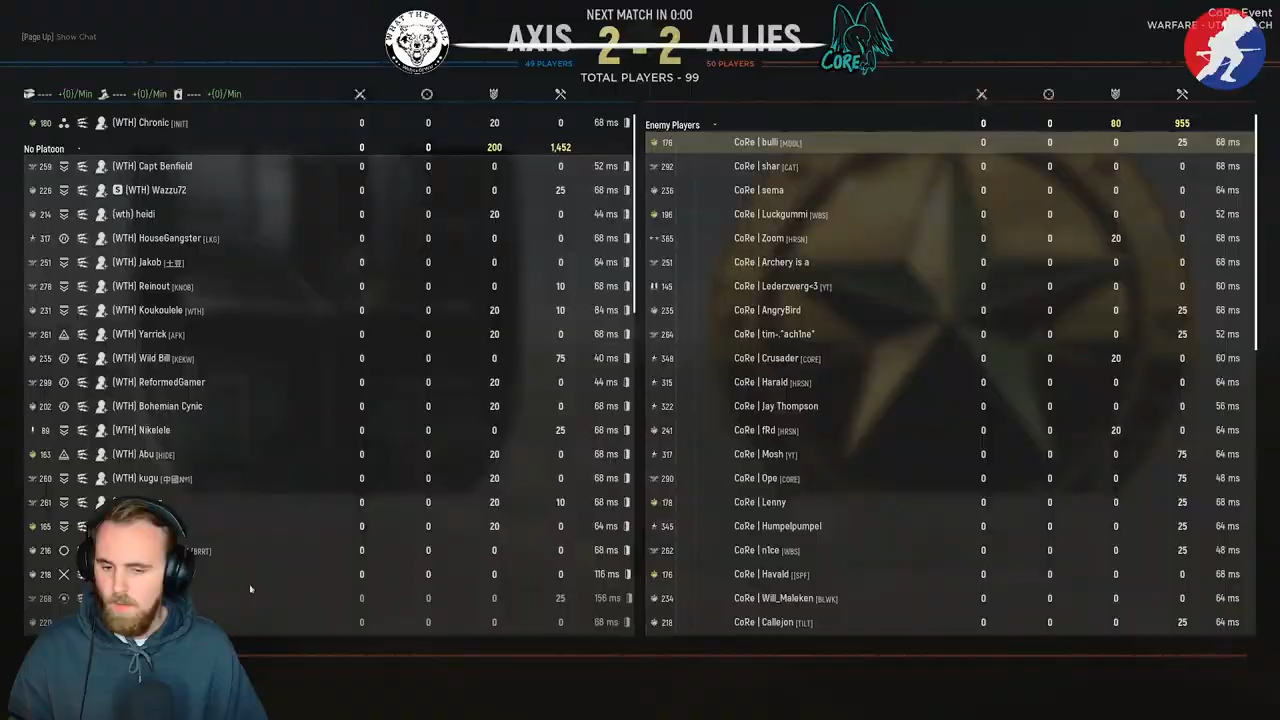 [Page Up] Show Chat
WHAT THE HELL
NEXT MATCH IN 0:00
AXIS 2 - 2 ALLIES
49 PLAYERS
50 PLAYERS
TOTAL PLAYERS - 99
CORE
CoRe Event
---- +{0}/Min ---- +{0}/Min ---- +{0}/Min
180 (WTH) Chronic [INIT] 0 0 20 0 68 ms
No Platoon - 0 0 200 1,452
259 (WTH) Capt Benfield 0 0 0 0 52 ms
226 S (WTH) Wazzu72 0 0 0 25 68 ms
214 (wth) heidi 0 0 20 0 44 ms
317 (WTH) HouseGangster [LKG] 0 0 0 0 68 ms
251 (WTH) Jakob [土豆] 0 0 0 0 64 ms
278 (WTH) Reinout [KNOB] 0 0 0 10 68 ms
231 (WTH) Koukoulele [WTH] 0 0 20 10 84 ms
261 (WTH) Yarrick [AFK] 0 0 20 0 68 ms
235 (WTH) Wild Bill [KEKW] 0 0 0 75 40 ms
299 (WTH) ReformedGamer 0 0 20 0 44 ms
202 (WTH) Bohemian Cynic 0 0 20 0 68 ms
89 (WTH) Nikelele 0 0 0 25 68 ms
163 (WTH) Abu [HIDE] 0 0 20 0 68 ms
260 (WTH) kugu 0 0 20 0 68 ms
261 0 0 20 10 68 ms
165 0 0 20 0 64 ms
216 [BRRT] 0 0 0 0 68 ms
218 0 0 0 0 116 ms
268 0 0 0 25 156 ms
220 0 0 0 0 68 ms
Enemy Players - 0 0 80 955
176 CoRe | bulli [MDDL] 0 0 0 25 68 ms
292 CoRe | shar [CAT] 0 0 0 0 68 ms
236 CoRe | sema 0 0 0 0 64 ms
196 CoRe | Luckgummi [WBS] 0 0 0 0 52 ms
365 CoRe | Zoom [HRSN] 0 0 20 0 68 ms
251 CoRe | Archery is a 0 0 0 0 68 ms
145 CoRe | Lederzwerg<3 [YT] 0 0 0 0 60 ms
235 CoRe | AngryBird 0 0 0 25 68 ms
264 CoRe | tim-."ach1ne" 0 0 0 25 52 ms
348 CoRe | Crusader [CORE] 0 0 20 0 60 ms
315 CoRe | Harald [HRSN] 0 0 0 0 64 ms
322 CoRe | Jay Thompson 0 0 0 0 56 ms
241 CoRe | fRd [HRSN] 0 0 20 0 64 ms
317 CoRe | Mosh [YT] 0 0 0 75 64 ms
290 CoRe | Ope [CORE] 0 0 0 75 48 ms
178 CoRe | Lenny 0 0 0 25 68 ms
345 CoRe | Humpelpumpel 0 0 0 25 64 ms
262 CoRe | n1ce [WBS] 0 0 0 25 48 ms
176 CoRe | Havald [[SPF] 0 0 0 0 68 ms
234 CoRe | Will_Maleken [BLWK] 0 0 0 0 64 ms
218 CoRe | Callejon [TILT] 0 0 0 25 64 ms